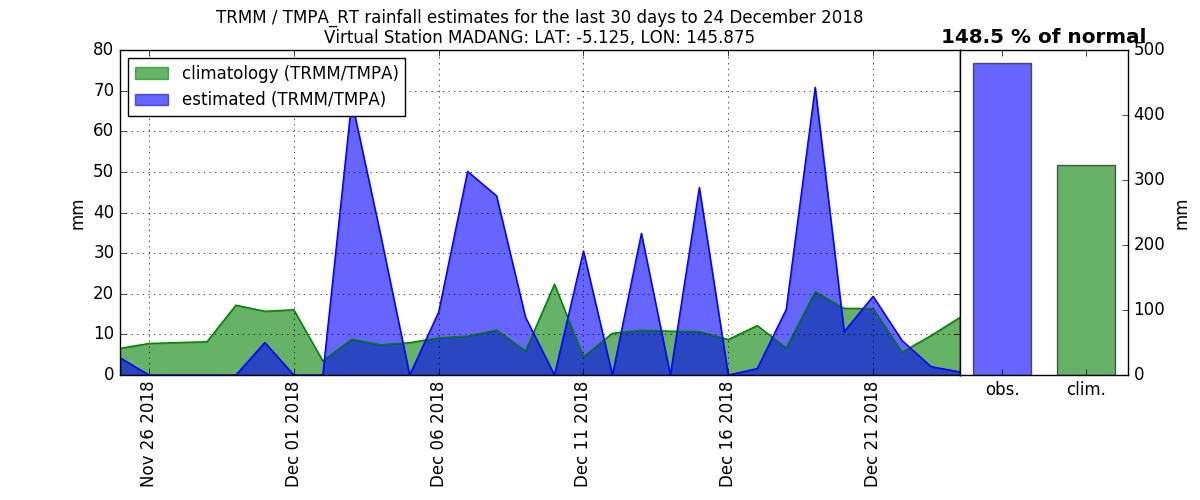 TRMM / TMPA_RT rainfall estimates for the last 30 days to 24 December 2018
Virtual Station MADANG: LAT: -5.125, LON: 145.875
148.5 % of normal
climatology (TRMM/TMPA)
estimated (TRMM/TMPA)
80
70
60
50
40
30
20
10
0
mm
Nov 26 2018
Dec 01 2018
Dec 06 2018
Dec 11 2018
Dec 16 2018
Dec 21 2018
500
400
300
200
100
0
mm
obs.
clim.